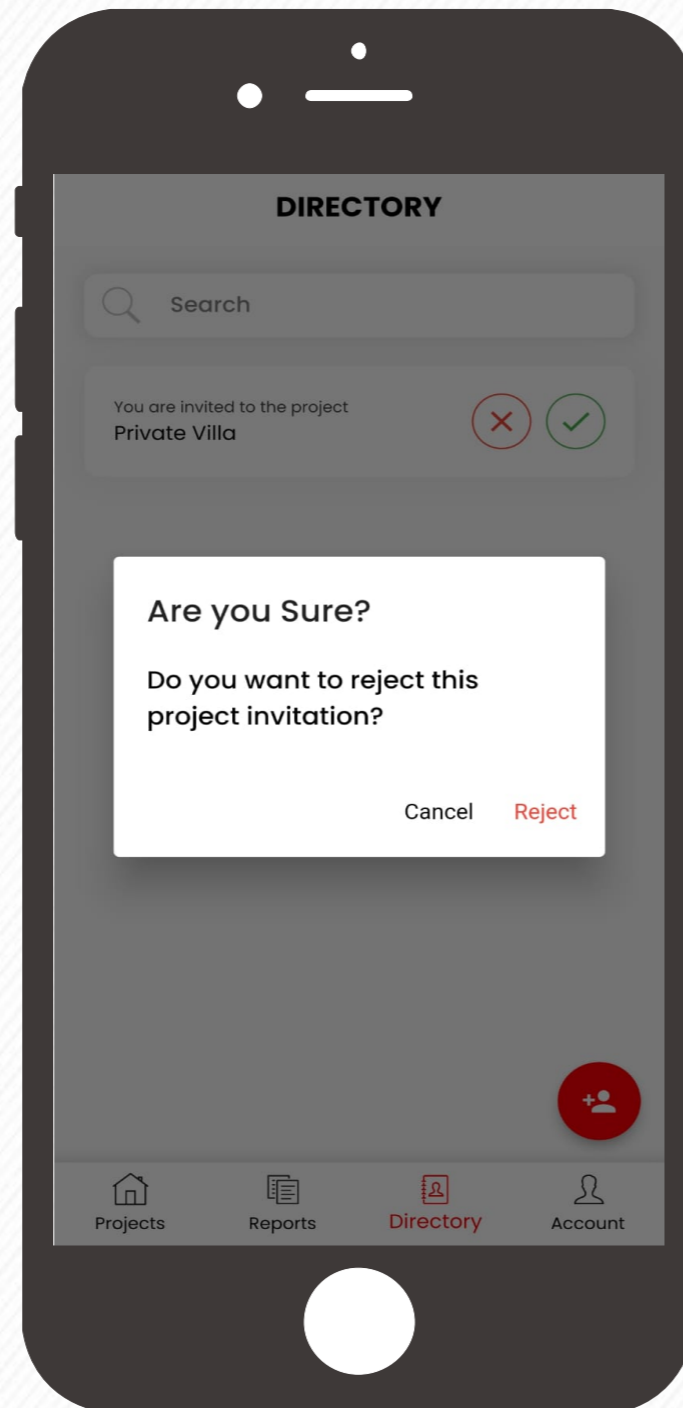 DIRECTORY
Search
You are invited to the project
Private Villa
Are you Sure?
Do you want to reject this
project invitation?
Cancel Reject
Projects Reports Directory Account